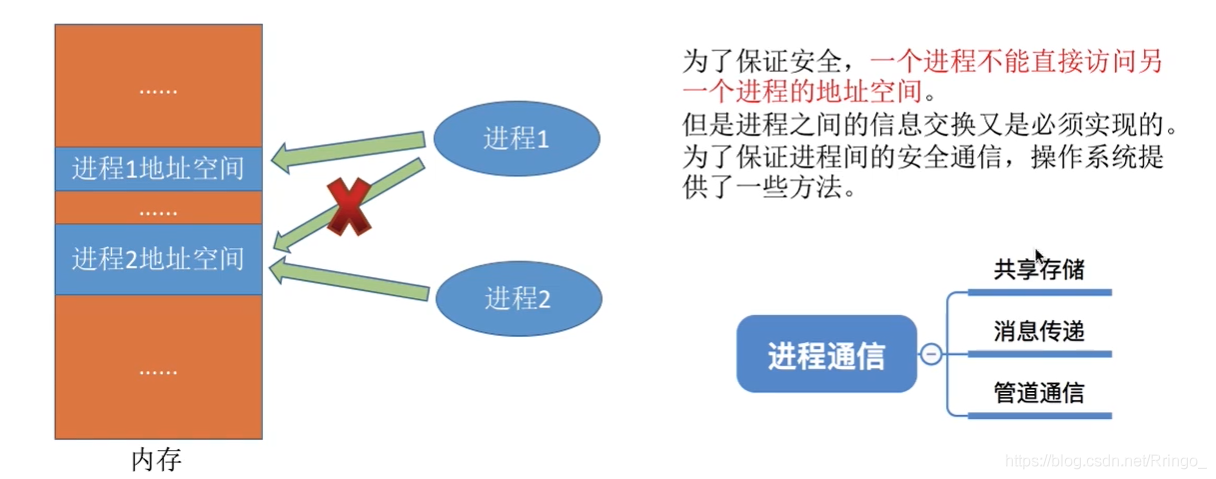 ......
进程1地址空间
......
进程2地址空间
......
内存
进程1
进程2
为了保证安全，一个进程不能直接访问另
一个进程的地址空间。
但是进程之间的信息交换又是必须实现的。
为了保证进程间的安全通信，操作系统提
供了一些方法。
进程通信
共享存储
消息传递
管道通信
https://blog.csdn.net/Rringo_